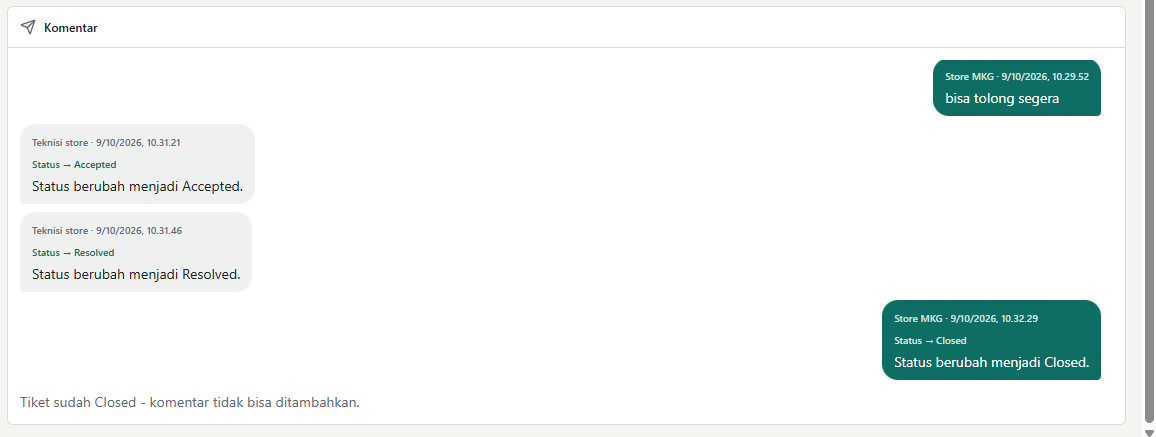 Komentar
Store MKG · 9/10/2026, 10.29.52
bisa tolong segera
Teknisi store · 9/10/2026, 10.31.21
Status → Accepted
Status berubah menjadi Accepted.
Teknisi store · 9/10/2026, 10.31.46
Status → Resolved
Status berubah menjadi Resolved.
Store MKG · 9/10/2026, 10.32.29
Status → Closed
Status berubah menjadi Closed.
Tiket sudah Closed - komentar tidak bisa ditambahkan.